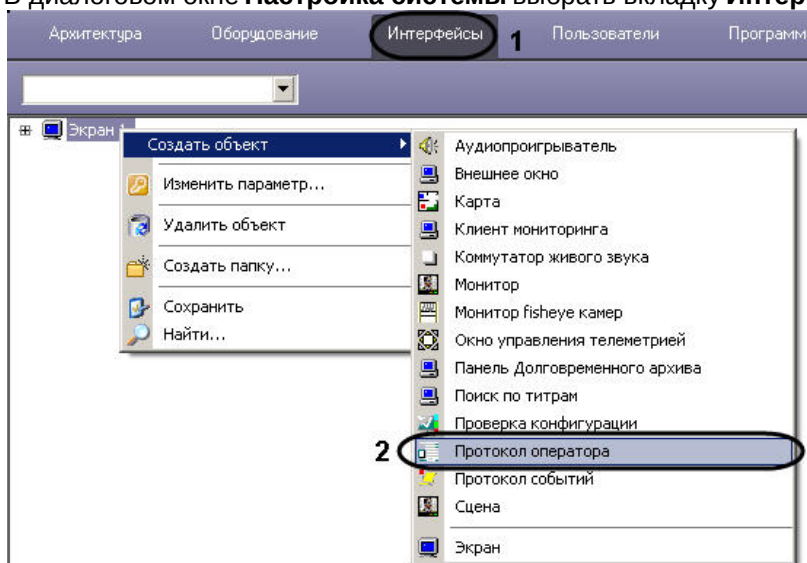 В диалоговом окне Настройка системы выбрать вкладку Интер
Архитектура Оборудование Интерфейсы 1 Пользователи Программ
Экран 1
Создать объект
Изменить параметр...
Удалить объект
Создать папку...
Сохранить
Найти...
Аудиопроигрыватель
Внешнее окно
Карта
Клиент мониторинга
Коммутатор живого звука
Монитор
Монитор fisheye камер
Окно управления телеметрией
Панель Долговременного архива
Поиск по титрам
Проверка конфигурации
2 Протокол оператора
Протокол событий
Сцена
Экран